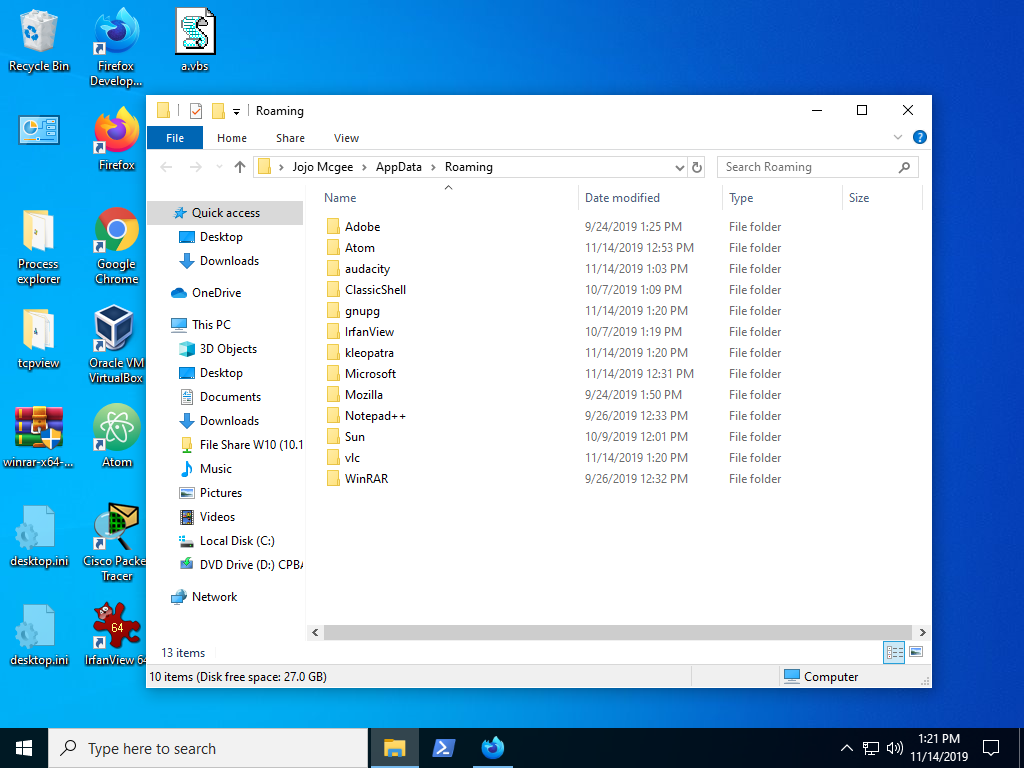 Recycle Bin
Firefox
Develop...
a.vbs
Firefox
Process
explorer
Google
Chrome
tcpview
Oracle VM
VirtualBox
winrar-x64-...
Atom
desktop.ini
Cisco Packe
Tracer
desktop.ini
IrfanView 64
64
Roaming
File Home Share View
?
Jojo Mcgee > AppData > Roaming
Search Roaming
Name Date modified Type Size
Quick access
Desktop
Downloads
OneDrive
This PC
3D Objects
Desktop
Documents
Downloads
File Share W10 (10.1
Music
Pictures
Videos
Local Disk (C:)
DVD Drive (D:) CPBA
Network
Adobe 9/24/2019 1:25 PM File folder
Atom 11/14/2019 12:53 PM File folder
audacity 11/14/2019 1:03 PM File folder
ClassicShell 10/7/2019 1:09 PM File folder
gnupg 11/14/2019 1:20 PM File folder
IrfanView 10/7/2019 1:19 PM File folder
kleopatra 11/14/2019 1:20 PM File folder
Microsoft 11/14/2019 12:31 PM File folder
Mozilla 9/24/2019 1:50 PM File folder
Notepad++ 9/26/2019 12:33 PM File folder
Sun 10/9/2019 12:01 PM File folder
vlc 11/14/2019 1:20 PM File folder
WinRAR 9/26/2019 12:32 PM File folder
13 items
10 items (Disk free space: 27.0 GB)
Computer
Type here to search
1:21 PM
11/14/2019